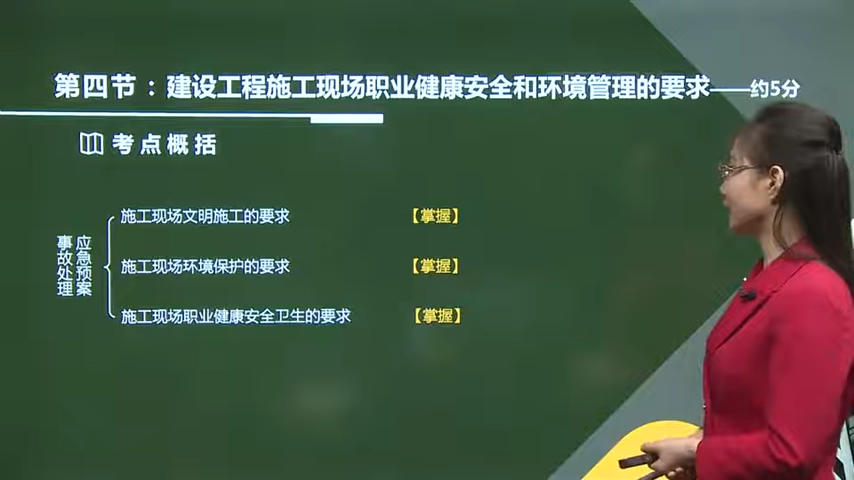 第四节：建设工程施工现场职业健康安全和环境管理的要求——约5分
考点概括
应急预案
事故处理
施工现场文明施工的要求 【掌握】
施工现场环境保护的要求 【掌握】
施工现场职业健康安全卫生的要求 【掌握】